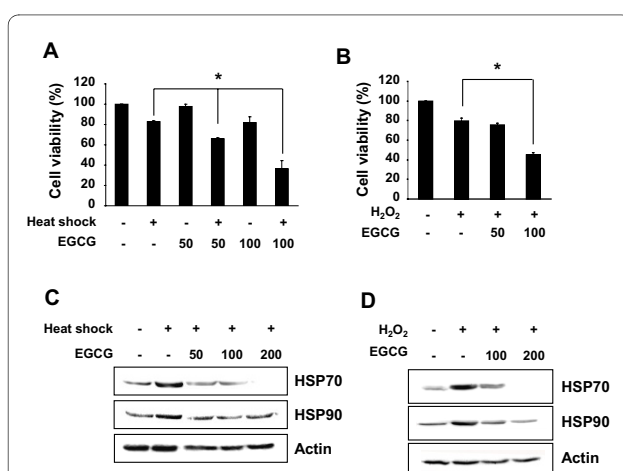 A
*
Cell viability (%)
120
100
80
60
40
20
0
Heat shock - + - + - +
EGCG - - 50 50 100 100
B
*
Cell viability (%)
120
100
80
60
40
20
0
H₂O₂ - + + +
EGCG - - 50 100
C
Heat shock - + + + +
EGCG - - 50 100 200
HSP70
HSP90
Actin
D
H₂O₂ - + + +
EGCG - - 100 200
HSP70
HSP90
Actin